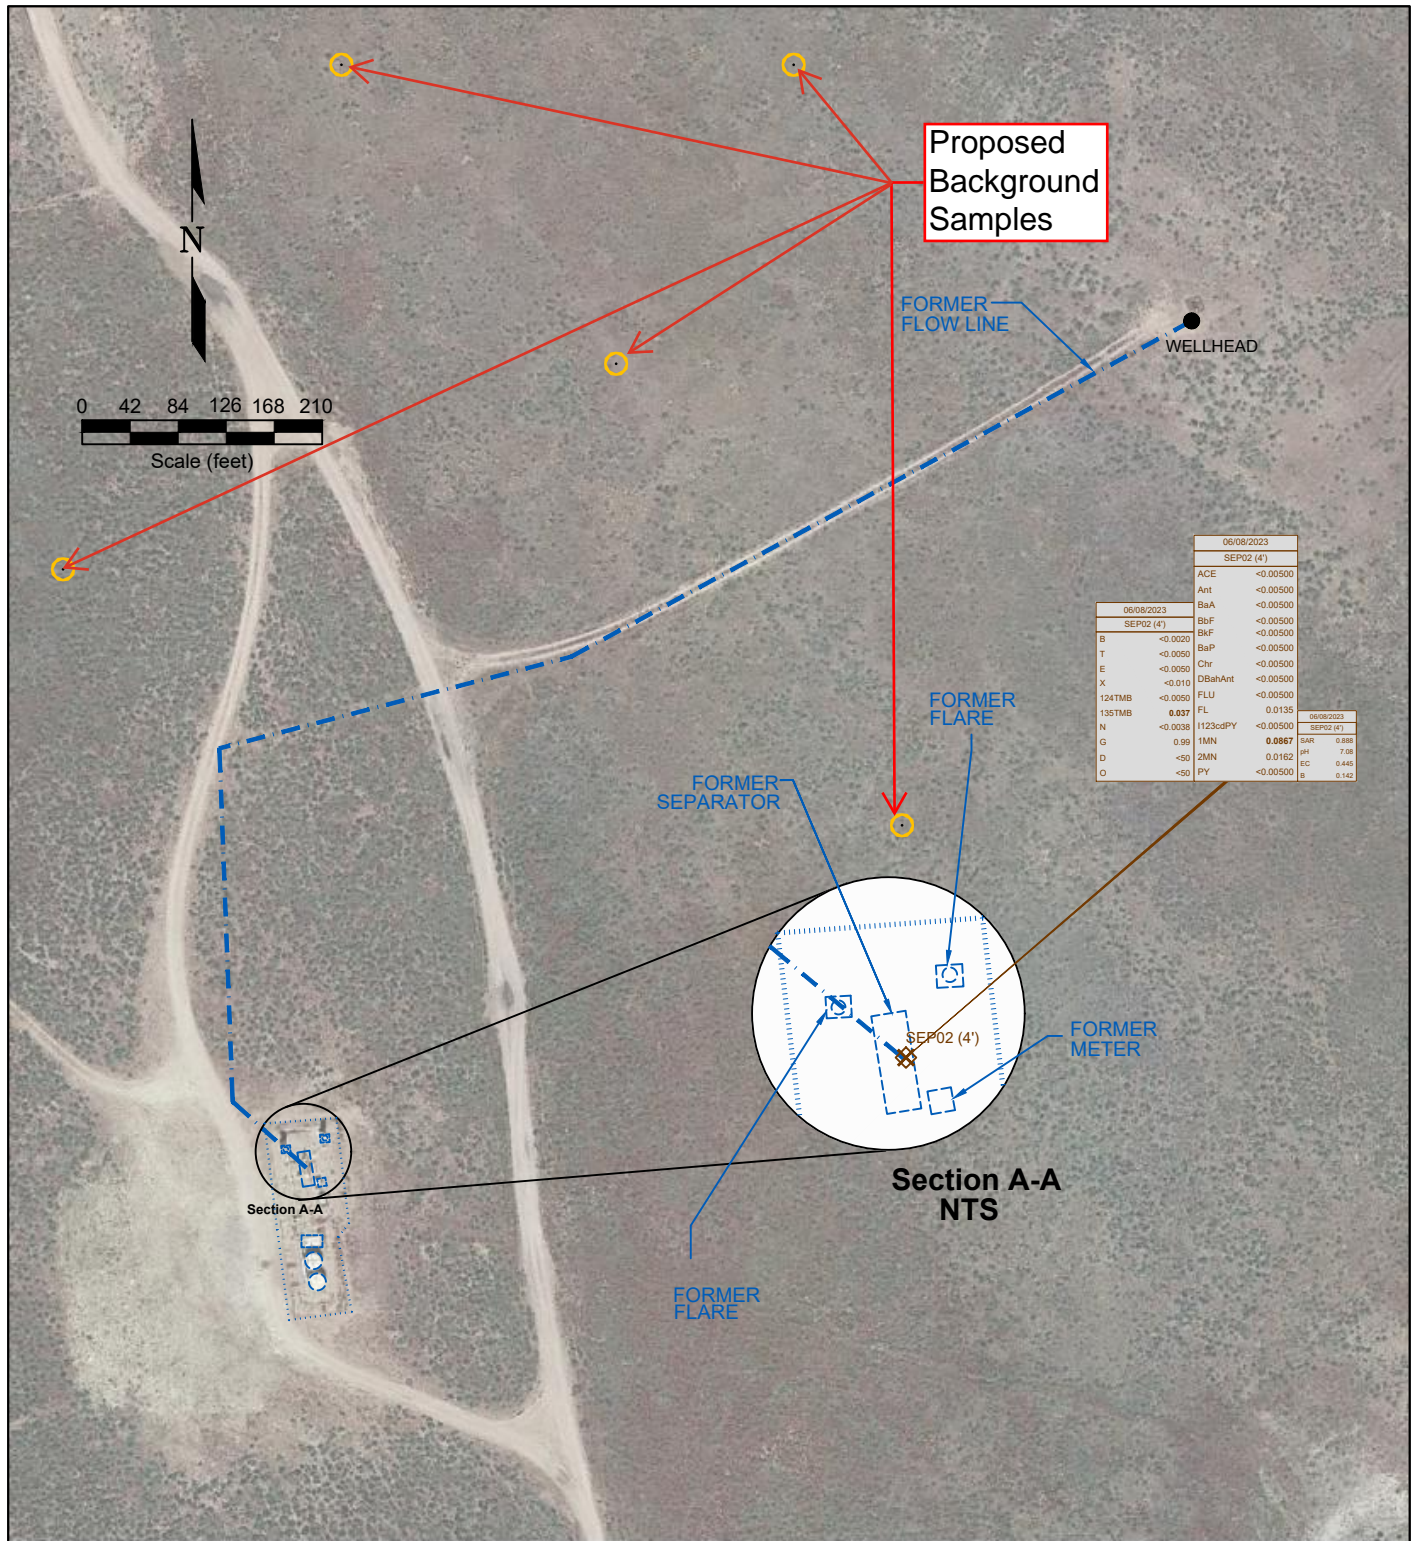 Proposed
Background
Samples
N
FORMER
FLOW LINE
WELLHEAD
0 42 84 126 168 210
Scale (feet)
06/08/2023
SEP02 (4')
ACE <0.00500
Ant <0.00500
BaA <0.00500
BbF <0.00500
BkF <0.00500
BaP <0.00500
Chr <0.00500
DBahAnt <0.00500
FLU <0.00500
FL 0.0135
I123cdPY <0.00500
1MN 0.0867
2MN 0.0162
PY <0.00500
06/08/2023
SEP02 (4')
B <0.0020
T <0.0050
E <0.0050
X <0.010
124TMB <0.0050
135TMB 0.037
N <0.0038
G 0.99
D <50
O <50
06/08/2023
SEP02 (4')
SAR 0.888
pH 7.08
EC 0.445
B 0.142
FORMER
FLARE
FORMER
SEPARATOR
SEP02 (4')
FORMER
METER
Section A-A
NTS
Section A-A
FORMER
FLARE